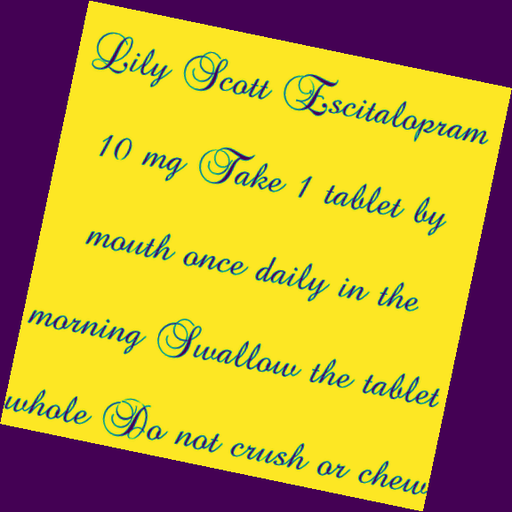 Lily Scott Escitalopram
10 mg Take 1 tablet by
mouth once daily in the
morning Swallow the tablet
whole Do not crush or chew